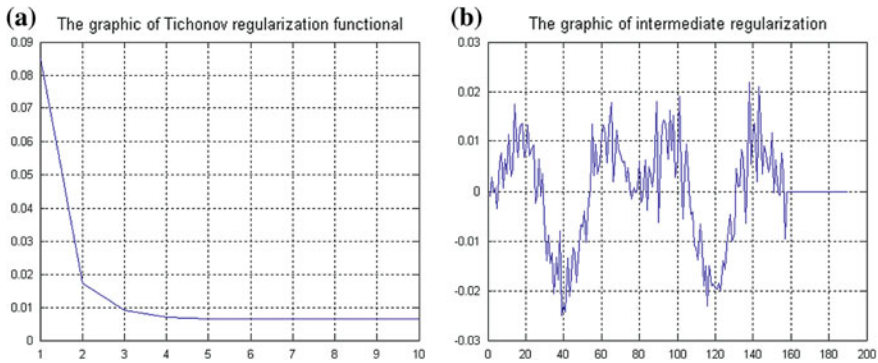 (a)
The graphic of Tichonov regularization functional
0.09
0.08
0.07
0.06
0.05
0.04
0.03
0.02
0.01
0
1 2 3 4 5 6 7 8 9 10
(b)
The graphic of intermediate regularization
0.03
0.02
0.01
0
-0.01
-0.02
-0.03
0 20 40 60 80 100 120 140 160 180 200